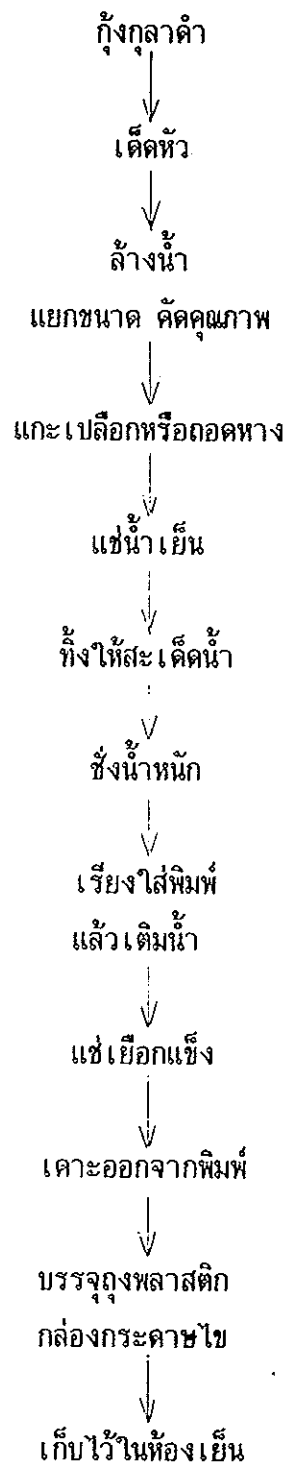 กุ้งกุลาดำ
เด็ดหัว
ล้างน้ำ
แยกขนาด คัดคุณภาพ
แกะเปลือกหรือถอดหาง
แช่น้ำเย็น
ทิ้งให้สะเด็ดน้ำ
ชั่งน้ำหนัก
เรียงใส่พิมพ์
แล้วเติมน้ำ
แช่เยือกแข็ง
เคาะออกจากพิมพ์
บรรจุถุงพลาสติก
กล่องกระดาษไข
เก็บไว้ในห้องเย็น